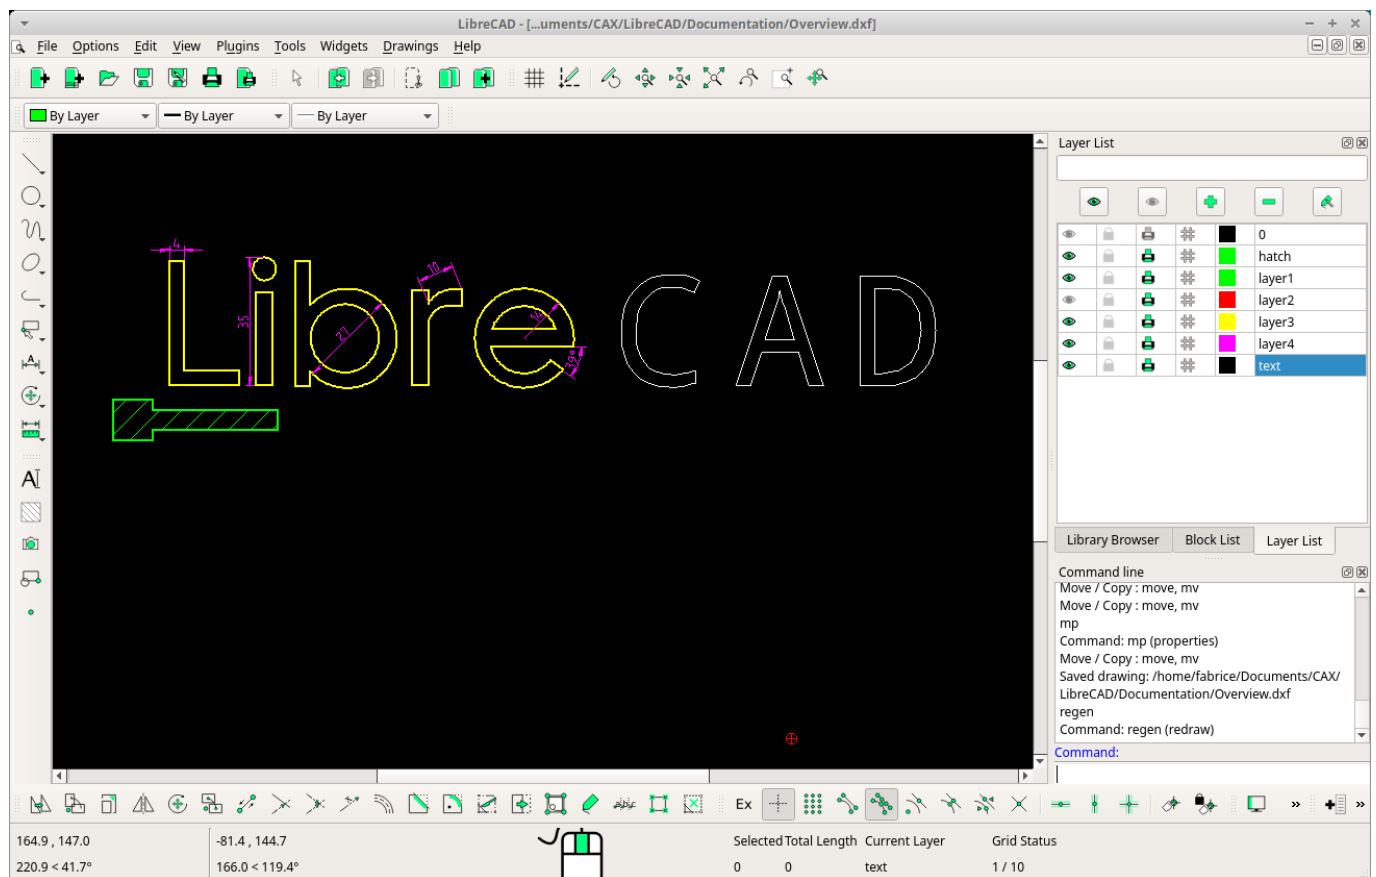 LibreCAD - [...uments/CAX/LibreCAD/Documentation/Overview.dxf]
File Options Edit View Plugins Tools Widgets Drawings Help
By Layer By Layer By Layer
Layer List
0
hatch
layer1
layer2
layer3
layer4
text
4
35
27
10
39°
Libre CAD
Library Browser Block List Layer List
Command line
Move / Copy : move, mv
Move / Copy : move, mv
mp
Command: mp (properties)
Move / Copy : move, mv
Saved drawing: /home/fabrice/Documents/CAX/
LibreCAD/Documentation/Overview.dxf
regen
Command: regen (redraw)
Command:
Ex
164.9 , 147.0
220.9 < 41.7°
-81.4 , 144.7
166.0 < 119.4°
Selected Total Length Current Layer Grid Status
0 0 text 1 / 10